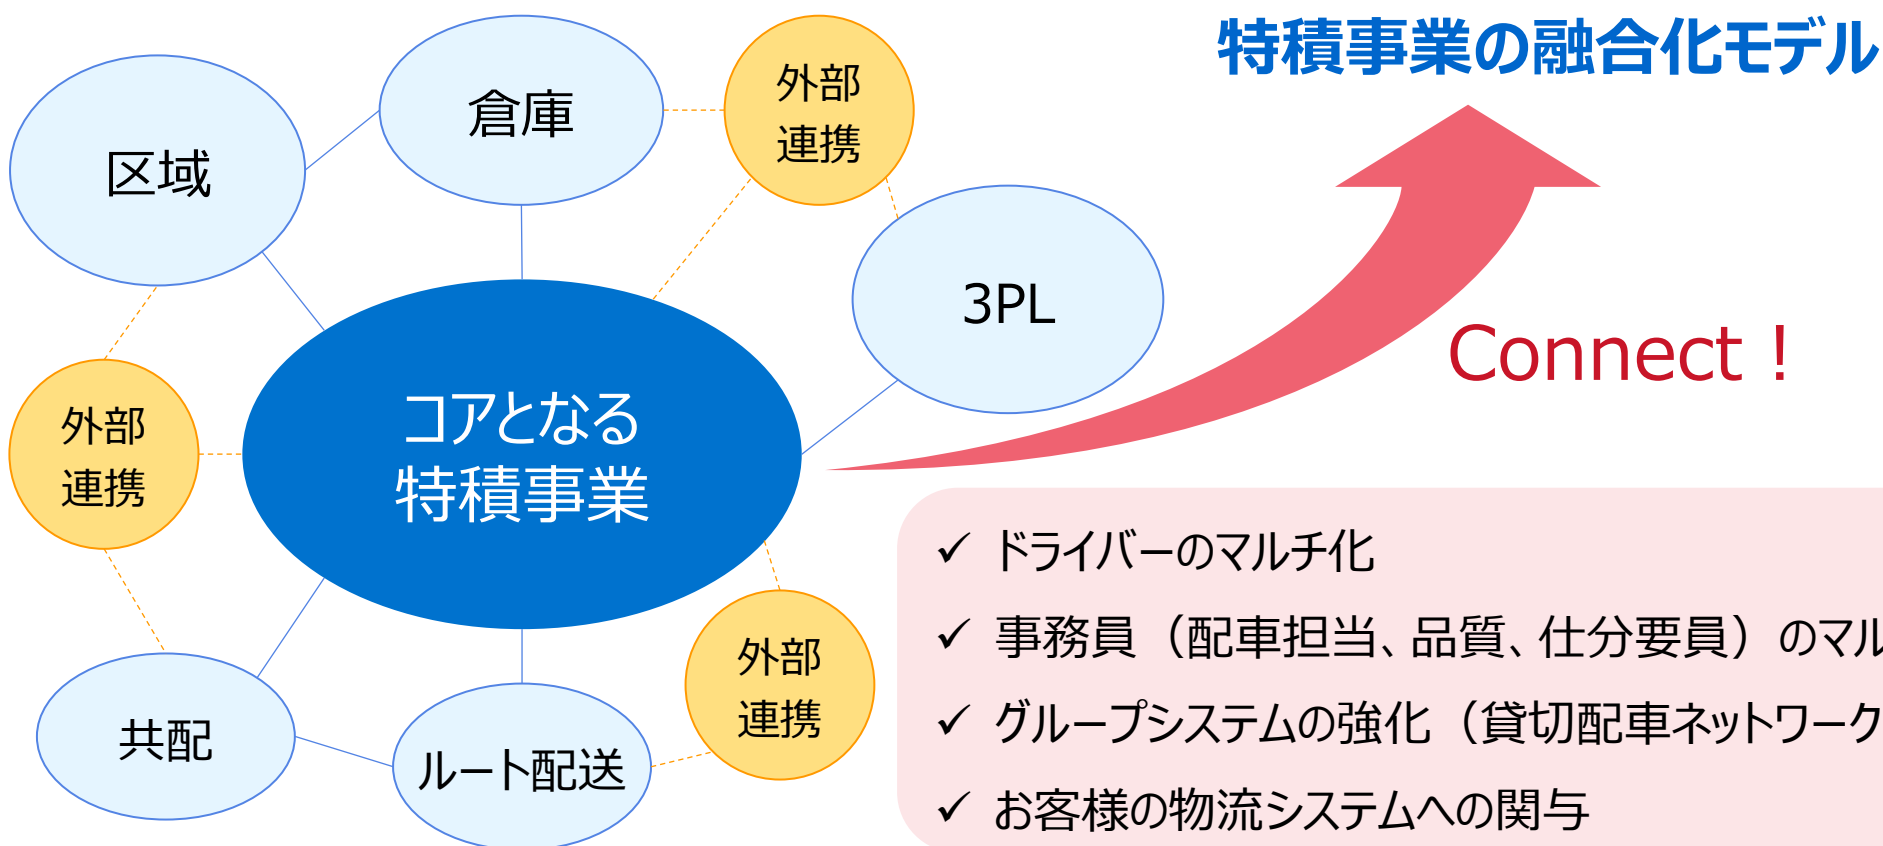 特積事業の融合化モデル
倉庫
外部
連携
区域
3PL
Connect！
コアとなる
特積事業
外部
連携
✓ ドライバーのマルチ化
✓ 事務員（配車担当、品質、仕分要員）のマル
✓ グループシステムの強化（貸切配車ネットワーク
✓ お客様の物流システムへの関与
外部
連携
共配
ルート配送